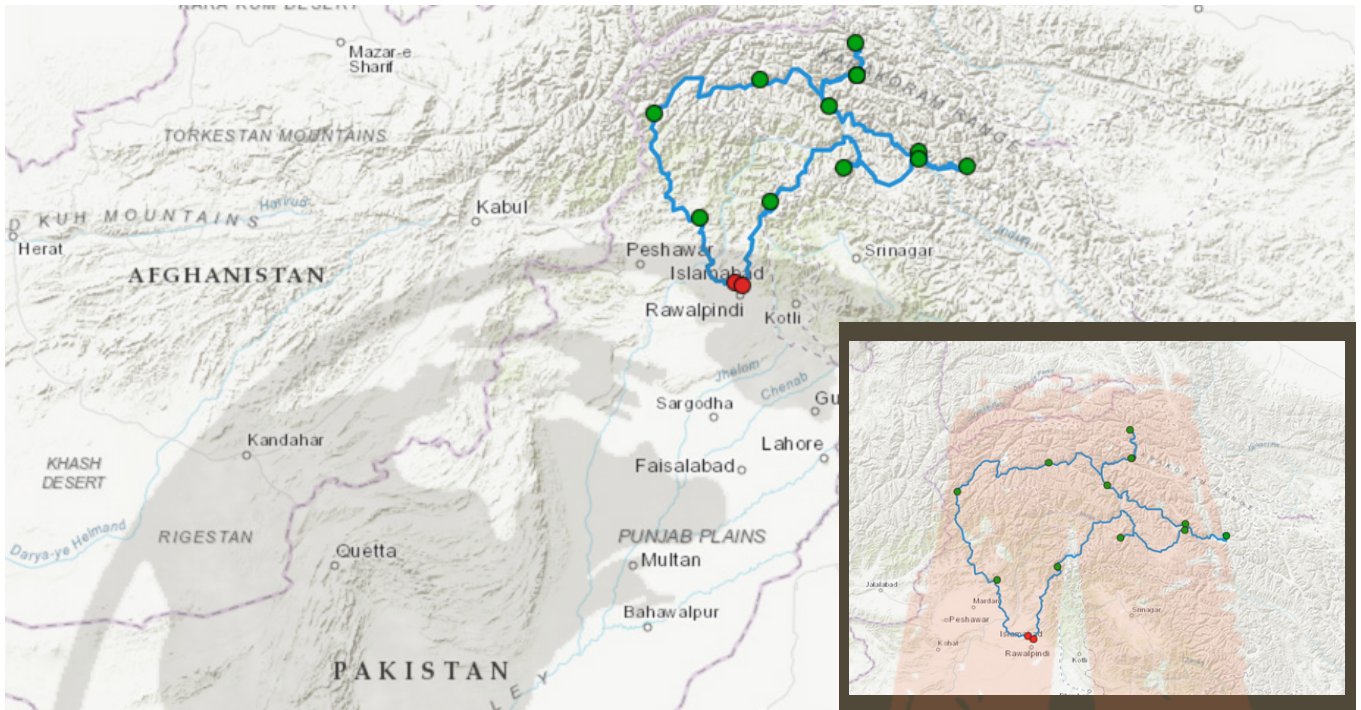 KARA KUM DESERT
Mazar-e
Sharif
KARAKORAM RANGE
TORKESTAN MOUNTAINS
Kabul
Harirud
D KUH MOUNTAINS
Herat
Peshawar
Srinagar
AFGHANISTAN
Islamabad
Indus
Rawalpindi
Kotli
Jhelom
Chenab
Sargodha
Gu
Kandahar
Lahore
KHASH
DESERT
Faisalabad
RIGESTAN
PUNJAB PLAINS
Darya-ye Helmand
Quetta
Multan
Bahawalpur
PAKISTAN
L E Y
Jalalabad
Mardan
Peshawar
Srinagar
Kohat
Islamabad
Rawalpindi
Kotli